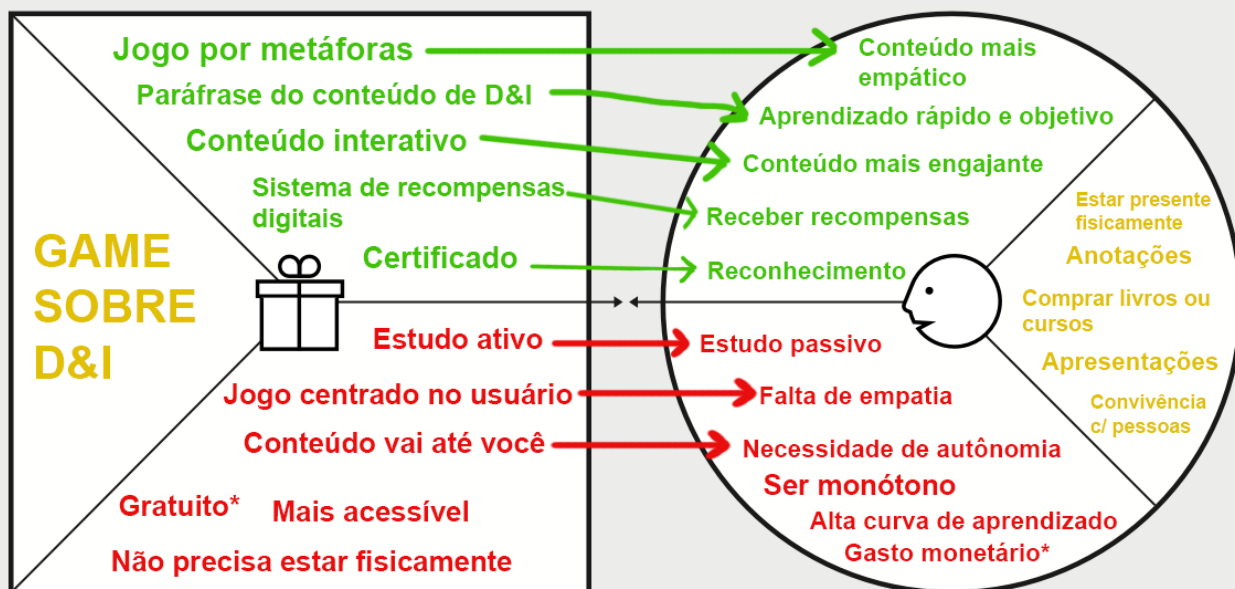 Jogo por metáforas
Paráfrase do conteúdo de D&I
Conteúdo interativo
Sistema de recompensas
digitais
Certificado
GAME
SOBRE
D&I
Estudo ativo
Jogo centrado no usuário
Conteúdo vai até você
Gratuito*
Mais acessível
Não precisa estar fisicamente
Conteúdo mais
empático
Aprendizado rápido e objetivo
Conteúdo mais engajante
Receber recompensas
Reconhecimento
Estar presente
fisicamente
Anotações
Comprar livros ou
cursos
Apresentações
Convivência
c/ pessoas
Estudo passivo
Falta de empatia
Necessidade de autônomia
Ser monótono
Alta curva de aprendizado
Gasto monetário*